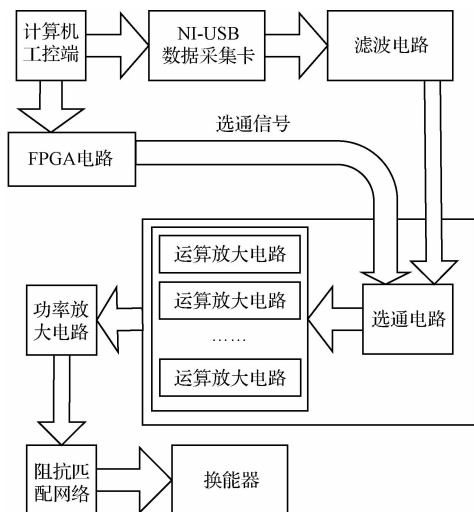 计算机
工控端
NI-USB
数据采集卡
滤波电路
选通信号
FPGA电路
运算放大电路
运算放大电路
……
运算放大电路
选通电路
功率放
大电路
阻抗匹
配网络
换能器